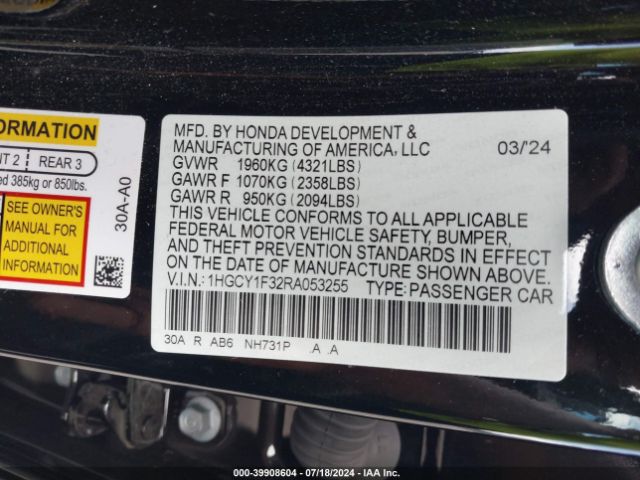 ORMATION
NT 2 | REAR 3
ed 385kg or 850lbs.
SEE OWNER'S
MANUAL FOR
ADDITIONAL
INFORMATION
30A-A0
MFD. BY HONDA DEVELOPMENT &
MANUFACTURING OF AMERICA, LLC 03/'24
GVWR 1960KG (4321LBS)
GAWR F 1070KG (2358LBS)
GAWR R 950KG (2094LBS)
THIS VEHICLE CONFORMS TO ALL APPLICABLE
FEDERAL MOTOR VEHICLE SAFETY, BUMPER,
AND THEFT PREVENTION STANDARDS IN EFFECT
ON THE DATE OF MANUFACTURE SHOWN ABOVE.
V.I.N.: 1HGCY1F32RA053255 TYPE: PASSENGER CAR
30A R AB6 NH731P .A .A
000-39908604 / 07/18/2024 - IAA Inc.